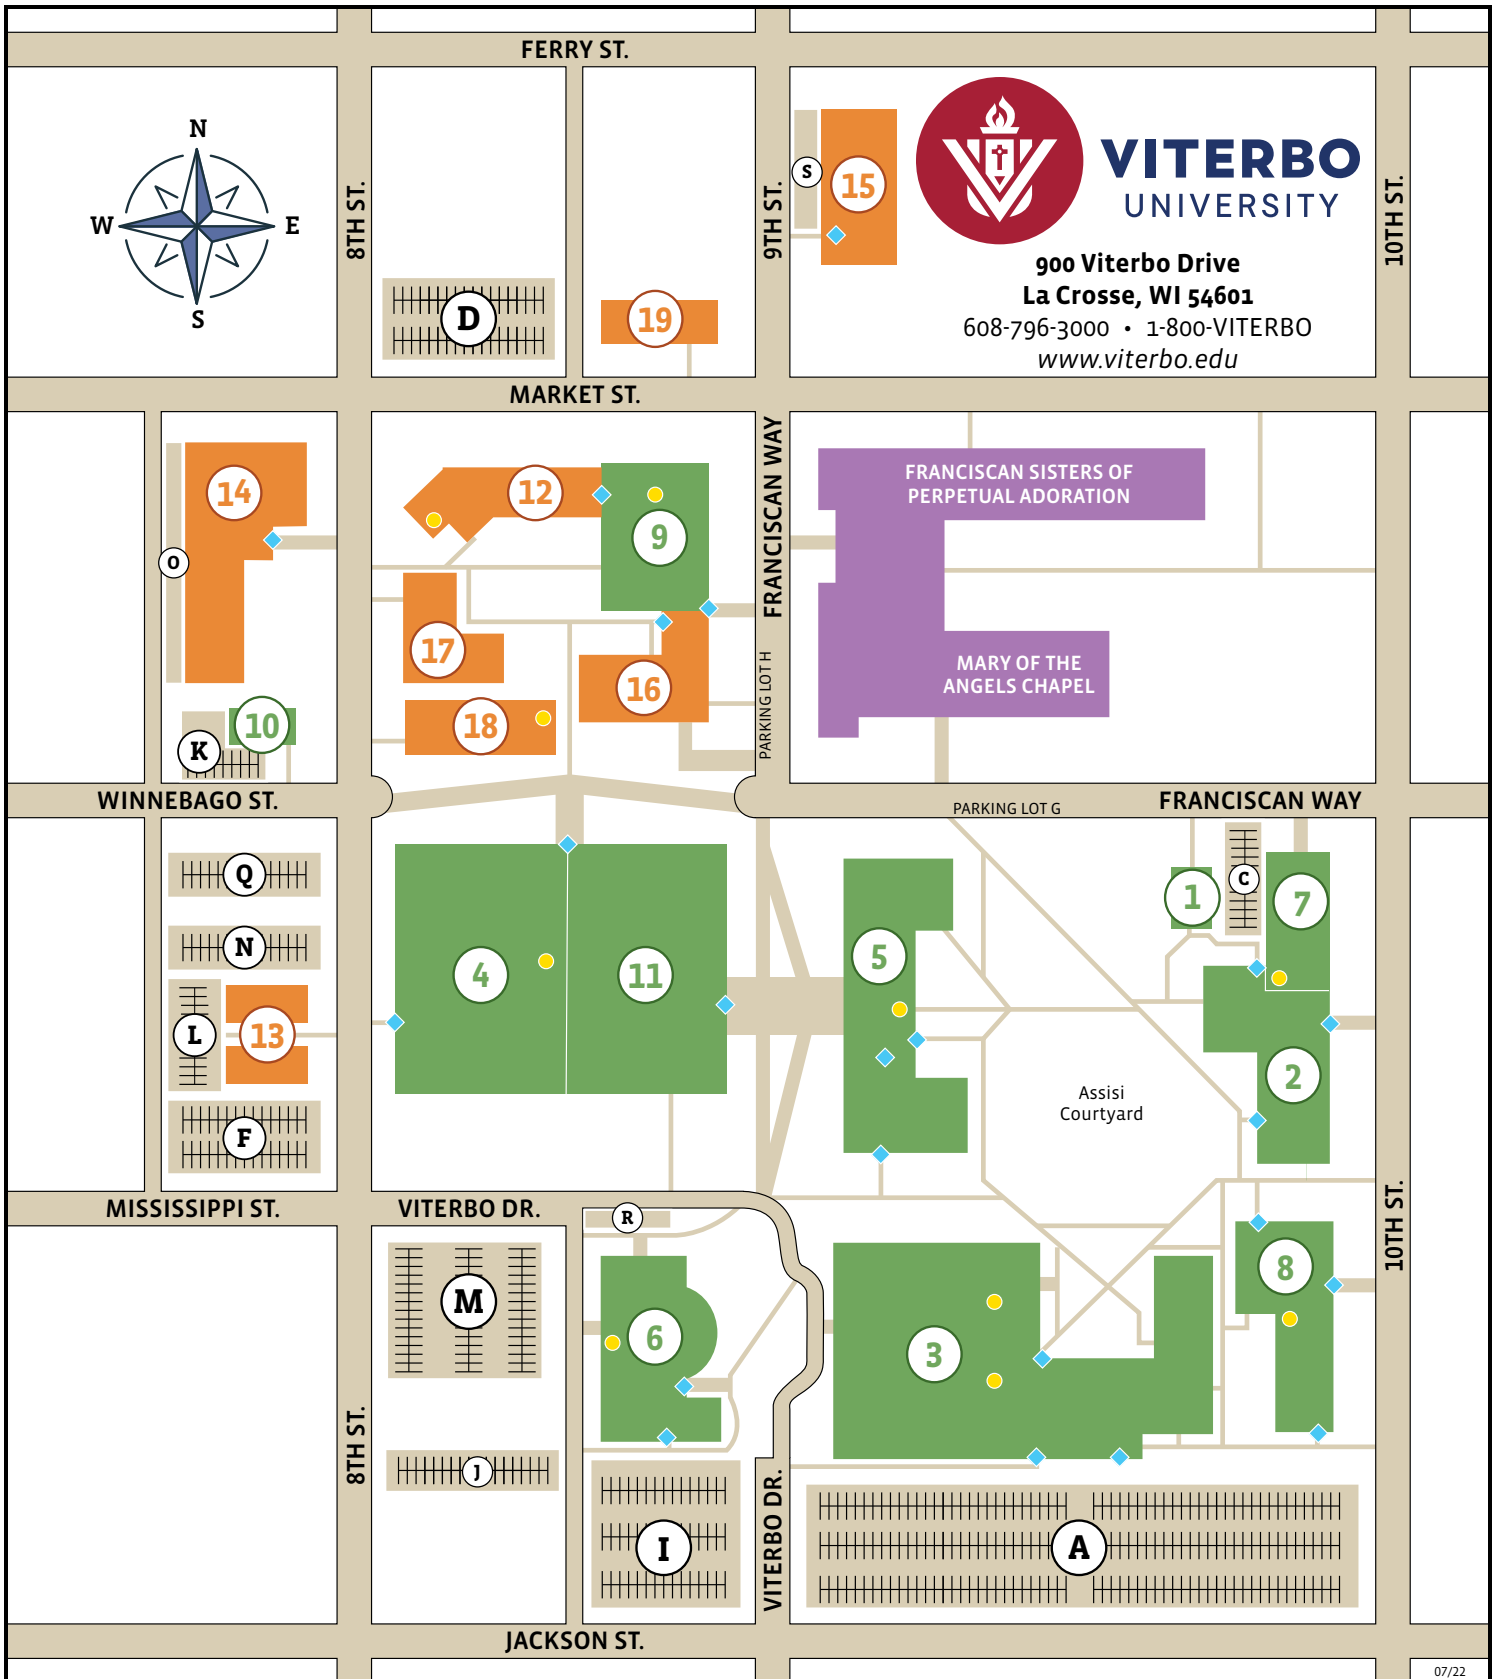 FERRY ST.
N
W
E
S
8TH ST.
9TH ST.
10TH ST.
S
15
VITERBO
UNIVERSITY
900 Viterbo Drive
La Crosse, WI 54601
608-796-3000 • 1-800-VITERBO
www.viterbo.edu
D
19
MARKET ST.
14
O
12
9
FRANCISCAN WAY
FRANCISCAN SISTERS OF
PERPETUAL ADORATION
17
16
18
PARKING LOT H
MARY OF THE
ANGELS CHAPEL
10
K
WINNEBAGO ST.
PARKING LOT G
FRANCISCAN WAY
Q
N
L
13
F
4
11
5
1
C
7
2
Assisi
Courtyard
MISSISSIPPI ST.
VITERBO DR.
R
10TH ST.
M
6
3
8
8TH ST.
J
I
VITERBO DR.
A
JACKSON ST.
07/22